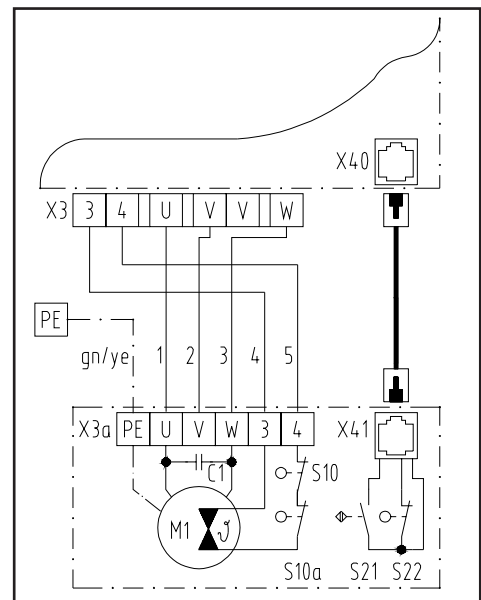 X40
X3 3 4 U V V W
PE
gn/ye 1 2 3 4 5
X3a PE U V W 3 4 X41
C1 S10
M1 ϑ
S10a S21 S22